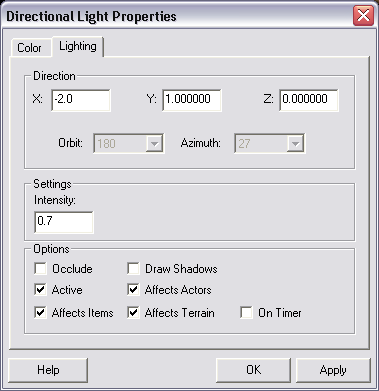 Directional Light Properties
Color Lighting
Direction
X: -2.0 Y: 1.000000 Z: 0.000000
Orbit: 180 Azimuth: 27
Settings
Intensity:
0.7
Options
Occlude Draw Shadows
Active Affects Actors
Affects Items Affects Terrain On Timer
Help OK Apply